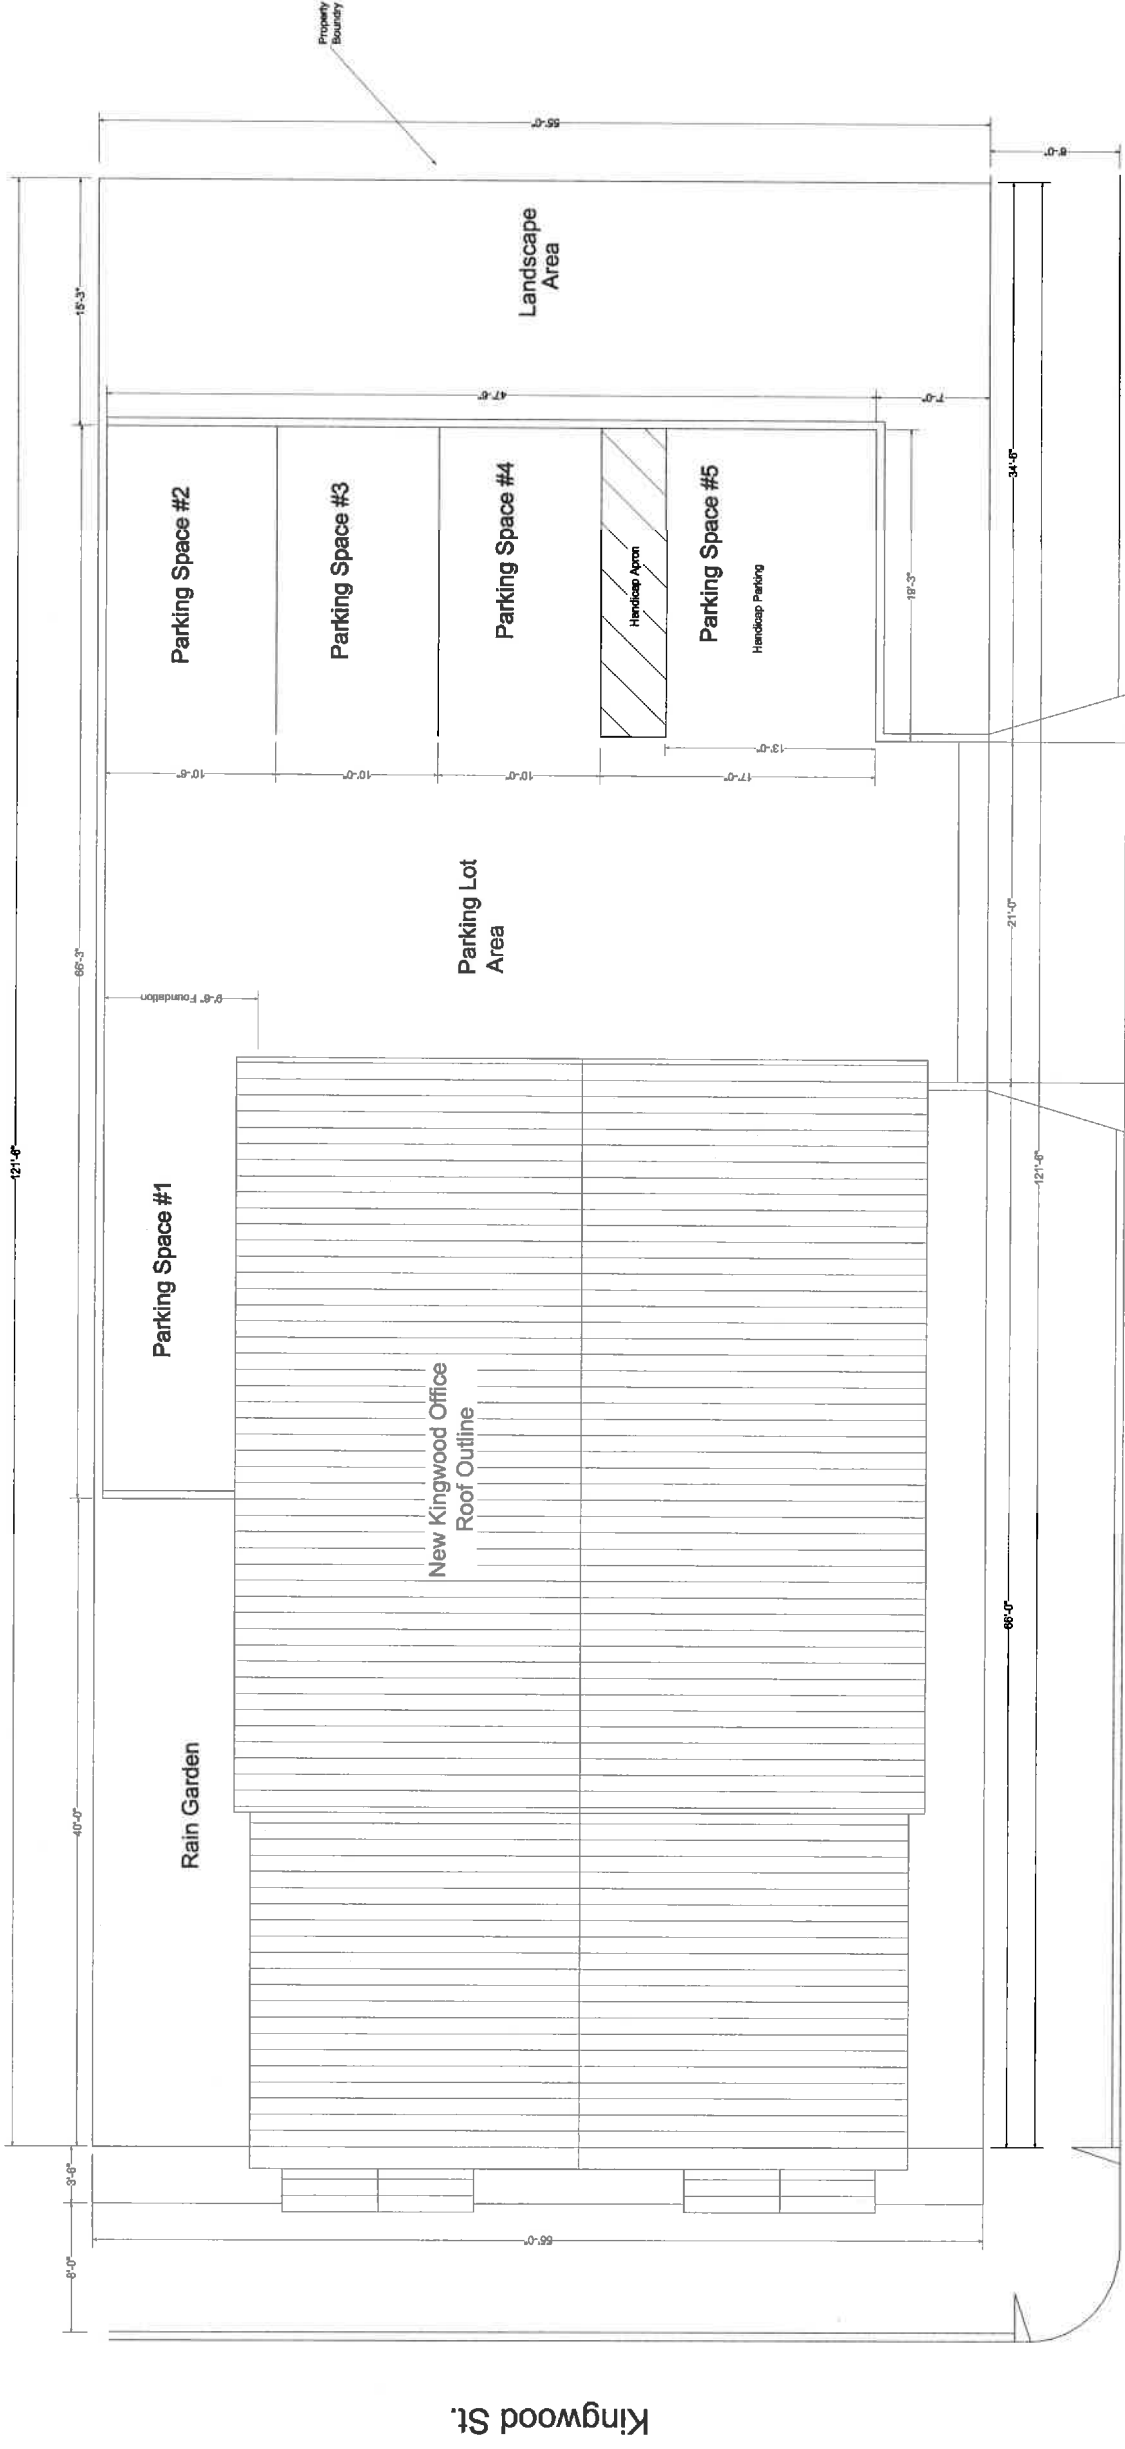 Property
Boundry
121'-6"
15'-3"
66'-3"
40'-0"
3'-6"
8'-0"
55'-0"
8'-0"
Landscape
Area
47'-6"
7'-0"
34'-6"
Parking Space #2
Parking Space #3
Parking Space #4
Handicap Apron
Parking Space #5
Handicap Parking
19'-3"
10'-6"
10'-0"
10'-0"
17'-0"
13'-0"
Parking Lot
Area
21'-0"
9'-6" Foundation
121'-6"
Parking Space #1
New Kingwood Office
Roof Outline
66'-0"
Rain Garden
55'-0"
Kingwood St.